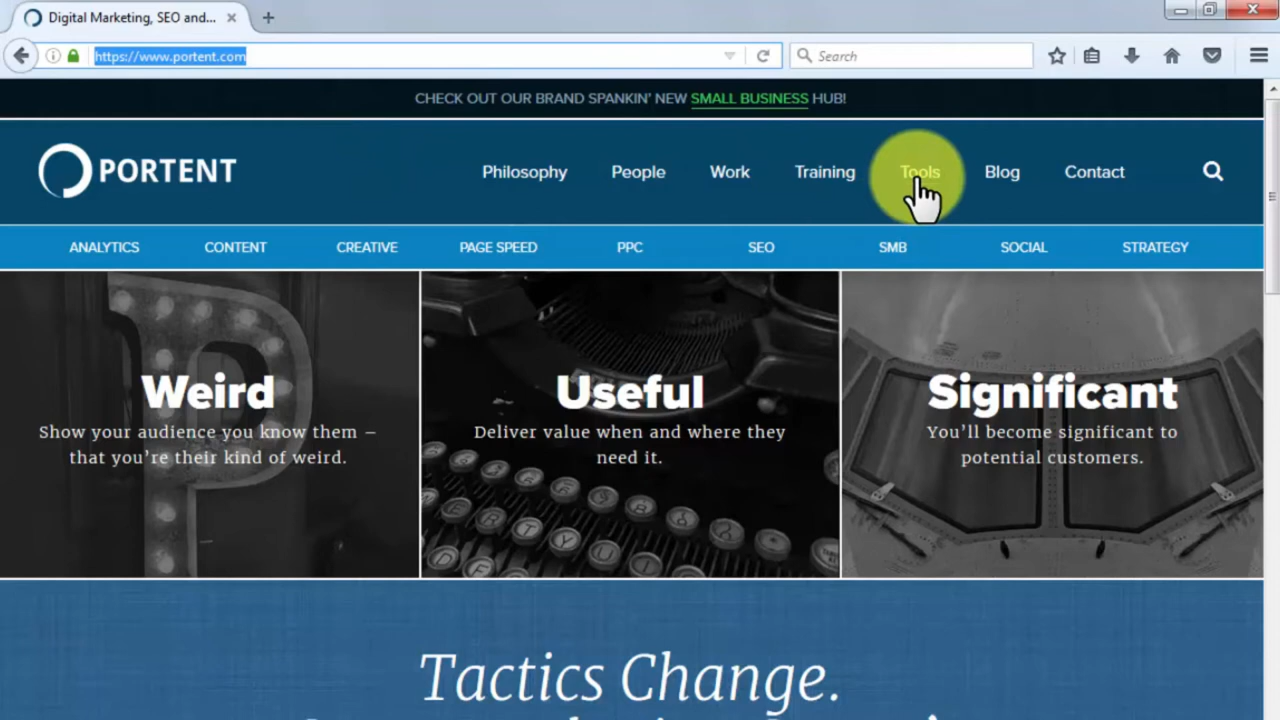 Digital Marketing, SEO and...
https://www.portent.com
Search
CHECK OUT OUR BRAND SPANKIN' NEW SMALL BUSINESS HUB!
PORTENT
Philosophy People Work Training Tools Blog Contact
ANALYTICS CONTENT CREATIVE PAGE SPEED PPC SEO SMB SOCIAL STRATEGY
Weird
Show your audience you know them –
that you're their kind of weird.
Useful
Deliver value when and where they
need it.
Significant
You'll become significant to
potential customers.
Tactics Change.